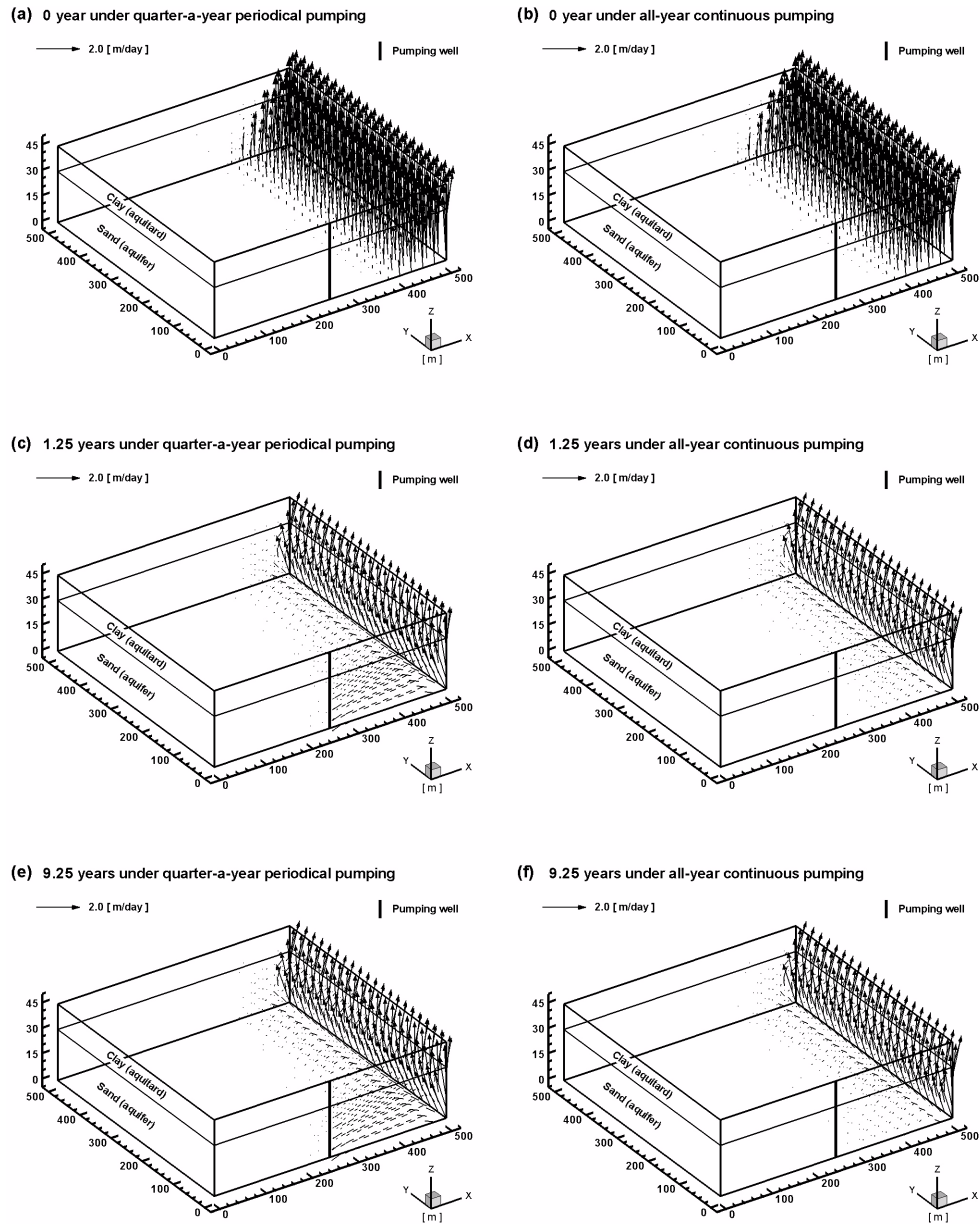 (a) 0 year under quarter-a-year periodical pumping
2.0 [ m/day ]
Pumping well
45
30
15
0
500
400
300
200
100
0
Clay (aquitard)
Sand (aquifer)
0
100
200
300
400
500
Z
Y
X
[ m ]
(b) 0 year under all-year continuous pumping
2.0 [ m/day ]
Pumping well
45
30
15
0
500
400
300
200
100
0
Clay (aquitard)
Sand (aquifer)
0
100
200
300
400
500
Z
Y
X
[ m ]
(c) 1.25 years under quarter-a-year periodical pumping
2.0 [ m/day ]
Pumping well
45
30
15
0
500
400
300
200
100
0
Clay (aquitard)
Sand (aquifer)
0
100
200
300
400
500
Z
Y
X
[ m ]
(d) 1.25 years under all-year continuous pumping
2.0 [ m/day ]
Pumping well
45
30
15
0
500
400
300
200
100
0
Clay (aquitard)
Sand (aquifer)
0
100
200
300
400
500
Z
Y
X
[ m ]
(e) 9.25 years under quarter-a-year periodical pumping
2.0 [ m/day ]
Pumping well
45
30
15
0
500
400
300
200
100
0
Clay (aquitard)
Sand (aquifer)
0
100
200
300
400
500
Z
Y
X
[ m ]
(f) 9.25 years under all-year continuous pumping
2.0 [ m/day ]
Pumping well
45
30
15
0
500
400
300
200
100
0
Clay (aquitard)
Sand (aquifer)
0
100
200
300
400
500
Z
Y
X
[ m ]